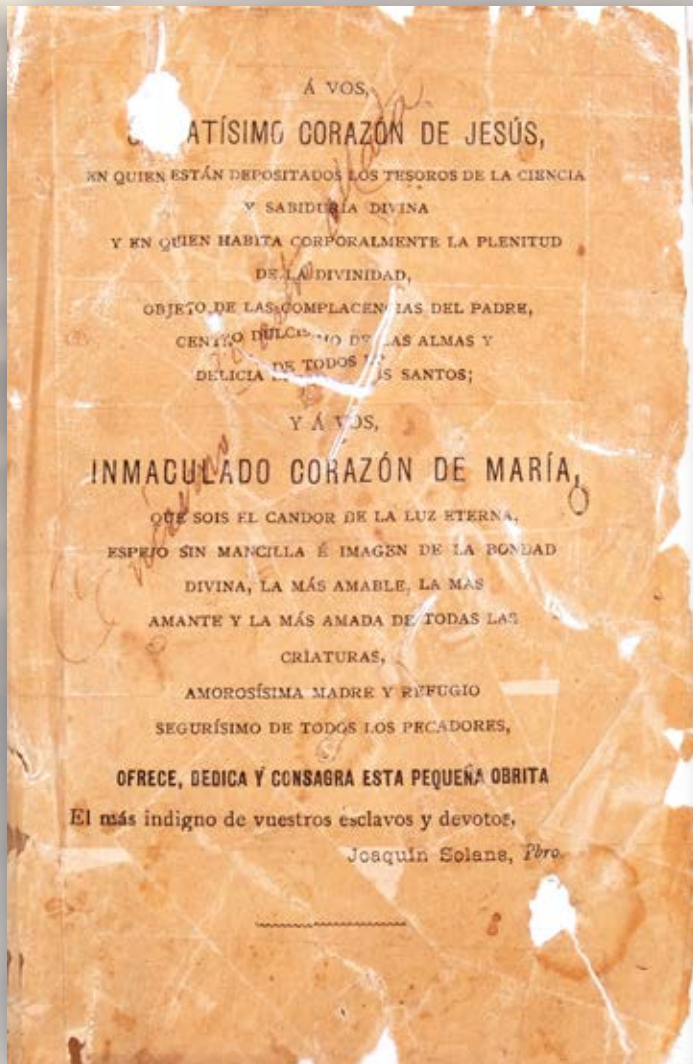 Á VOS,
ATÍSIMO CORAZÓN DE JESÚS,
EN QUIEN ESTÁN DEPOSITADOS LOS TESOROS DE LA CIENCIA
Y SABIDURÍA DIVINA
Y EN QUIEN HABITA CORPORALMENTE LA PLENITUD
DE LA DIVINIDAD,
OBJETO DE LAS COMPLACENCIAS DEL PADRE,
CENTRO DE LAS ALMAS Y
DELICIA DE TODOS SANTOS;
Y Á VOS,
INMACULADO CORAZÓN DE MARÍA,
QUE SOIS EL CANDOR DE LA LUZ ETERNA,
ESPEJO SIN MANCILLA É IMAGEN DE LA BONDAD
DIVINA, LA MÁS AMABLE, LA MÁS
AMANTE Y LA MÁS AMADA DE TODAS LAS
CRIATURAS,
AMOROSÍSIMA MADRE Y REFUGIO
SEGURÍSIMO DE TODOS LOS PECADORES,
OFRECE, DEDICA Y CONSAGRA ESTA PEQUEÑA OBRITA
El más indigno de vuestros esclavos y devotos,
Joaquín Solans, Pbro.